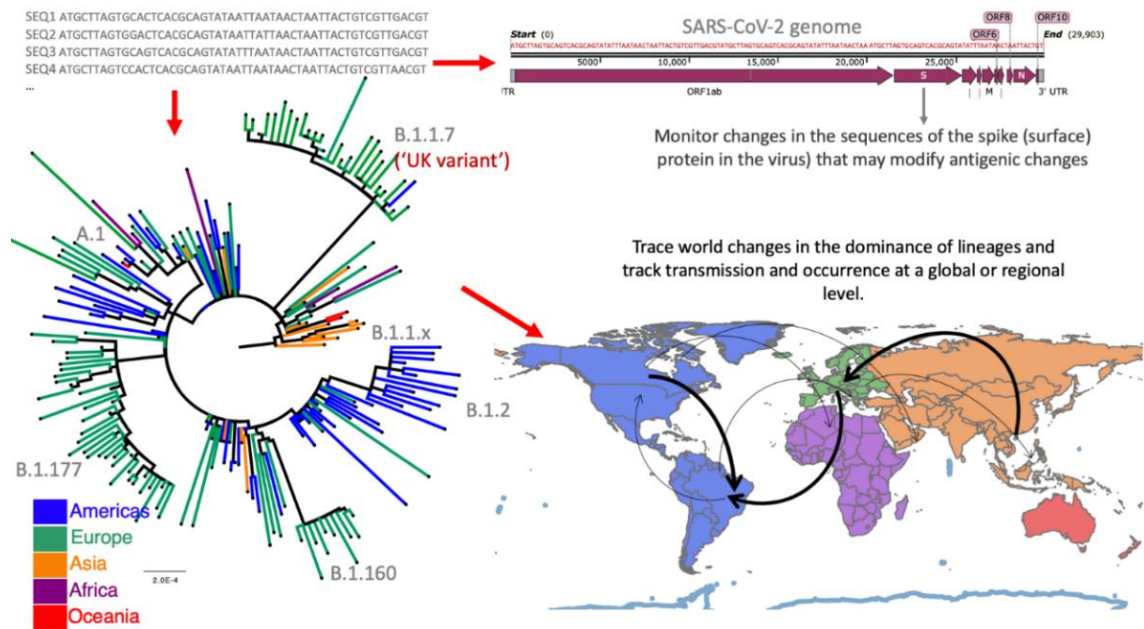 SEQ1 ATGCTTAGTGCACTCACGCAGTATAATTAATAACTAATTACTGTCGTTGACGT
SEQ2 ATGCTTAGTGGACTCACGCAGTATAATTATTAACTAATTACTGTCGTTGACGT
SEQ3 ATGCTTAGTGCAGTCACGCAGTATATTTAATAACTAATTACTGTCGTTGACGT
SEQ4 ATGCTTAGTCCACTCACGCAGTATAATTAATAACTAATTACTGTCGTTAACGT
...
SARS-CoV-2 genome
ORF8
ORF10
Start (0)
ORF6
End (29,903)
5000
10,000
15,000
20,000
25,000
S
N
UTR
ORF1ab
M
3' UTR
Monitor changes in the sequences of the spike (surface)
protein in the virus) that may modify antigenic changes
B.1.1.7
('UK variant')
A.1
B.1.1.x
B.1.2
B.1.177
B.1.160
Trace world changes in the dominance of lineages and
track transmission and occurrence at a global or regional
level.
Americas
Europe
Asia
Africa
Oceania
2.0E-4